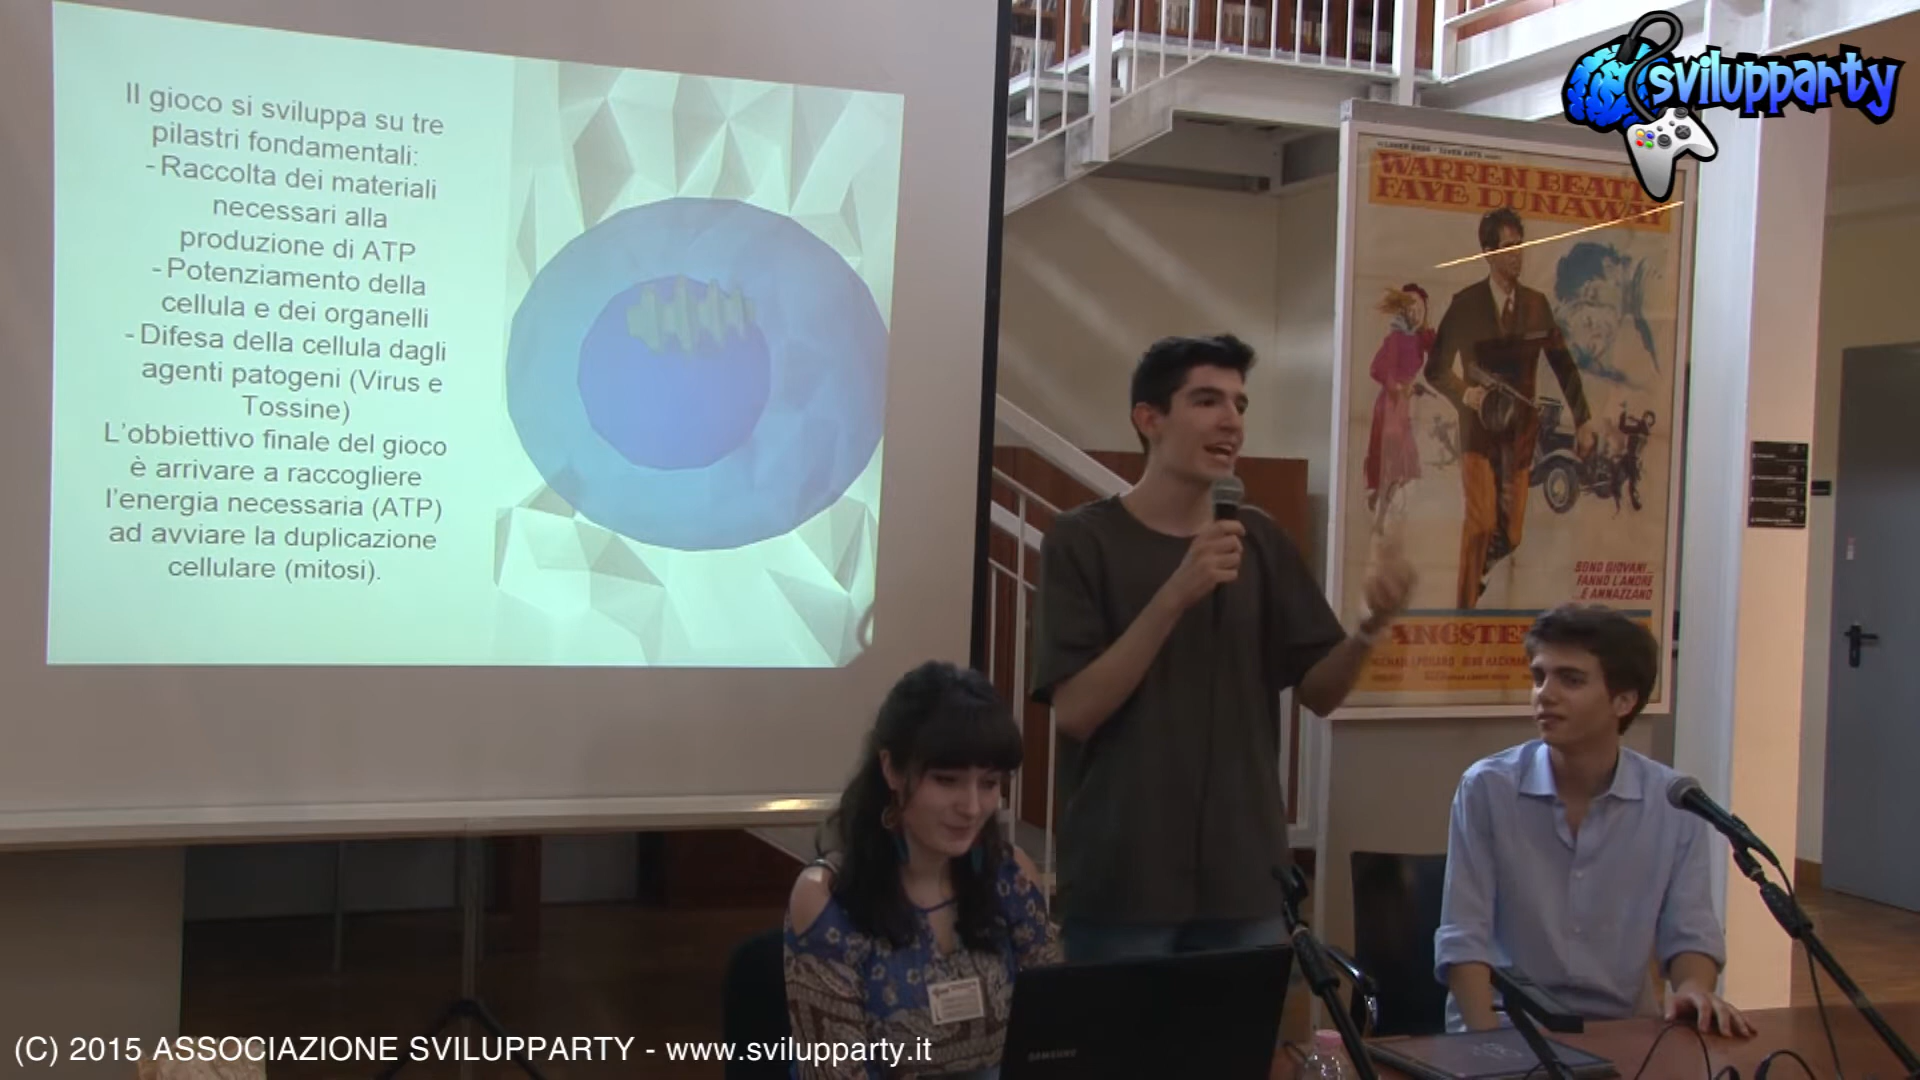 Il gioco si sviluppa su tre
pilastri fondamentali:
- Raccolta dei materiali
necessari alla
produzione di ATP
- Potenziamento della
cellula e dei organelli
- Difesa della cellula dagli
agenti patogeni (Virus e
Tossine)
L'obbiettivo finale del gioco
è arrivare a raccogliere
l'energia necessaria (ATP)
ad avviare la duplicazione
cellulare (mitosi).
svilupparty
WARREN
FAYE DUNAWAY
SONO GIOVANI...
FANNO L'AMORE
...E AMMAZZANO
SAMSUNG
(C) 2015 ASSOCIAZIONE SVILUPPARTY - www.svilupparty.it